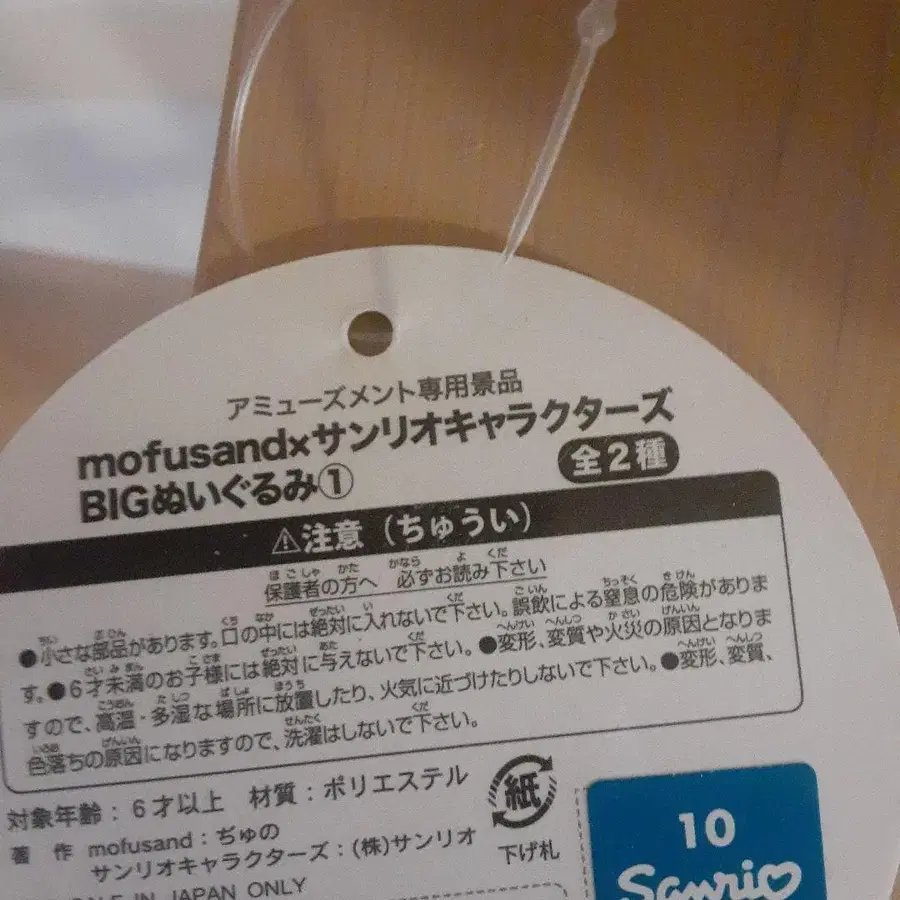 アミューズメント専用景品
mofusand×サンリオキャラクターズ
BIGぬいぐるみ① 全2種
⚠注意（ちゅうい）
保護者の方へ 必ずお読み下さい
●小さな部品があります。口の中には絶対に入れないで下さい。誤飲による窒息の危険がありま
す。●6才未満のお子様には絶対に与えないで下さい。●変形、変質や火災の原因となりま
すので、高温・多湿な場所に放置したり、火気に近づけたりしないで下さい。●変形、変質、
色落ちの原因になりますので、洗濯はしないで下さい。
対象年齢：6才以上 材質：ポリエステル
著 作 mofusand：ぢゅの
サンリオキャラクターズ：(株)サンリオ
IN JAPAN ONLY
紙
下げ札
10
Sanrio